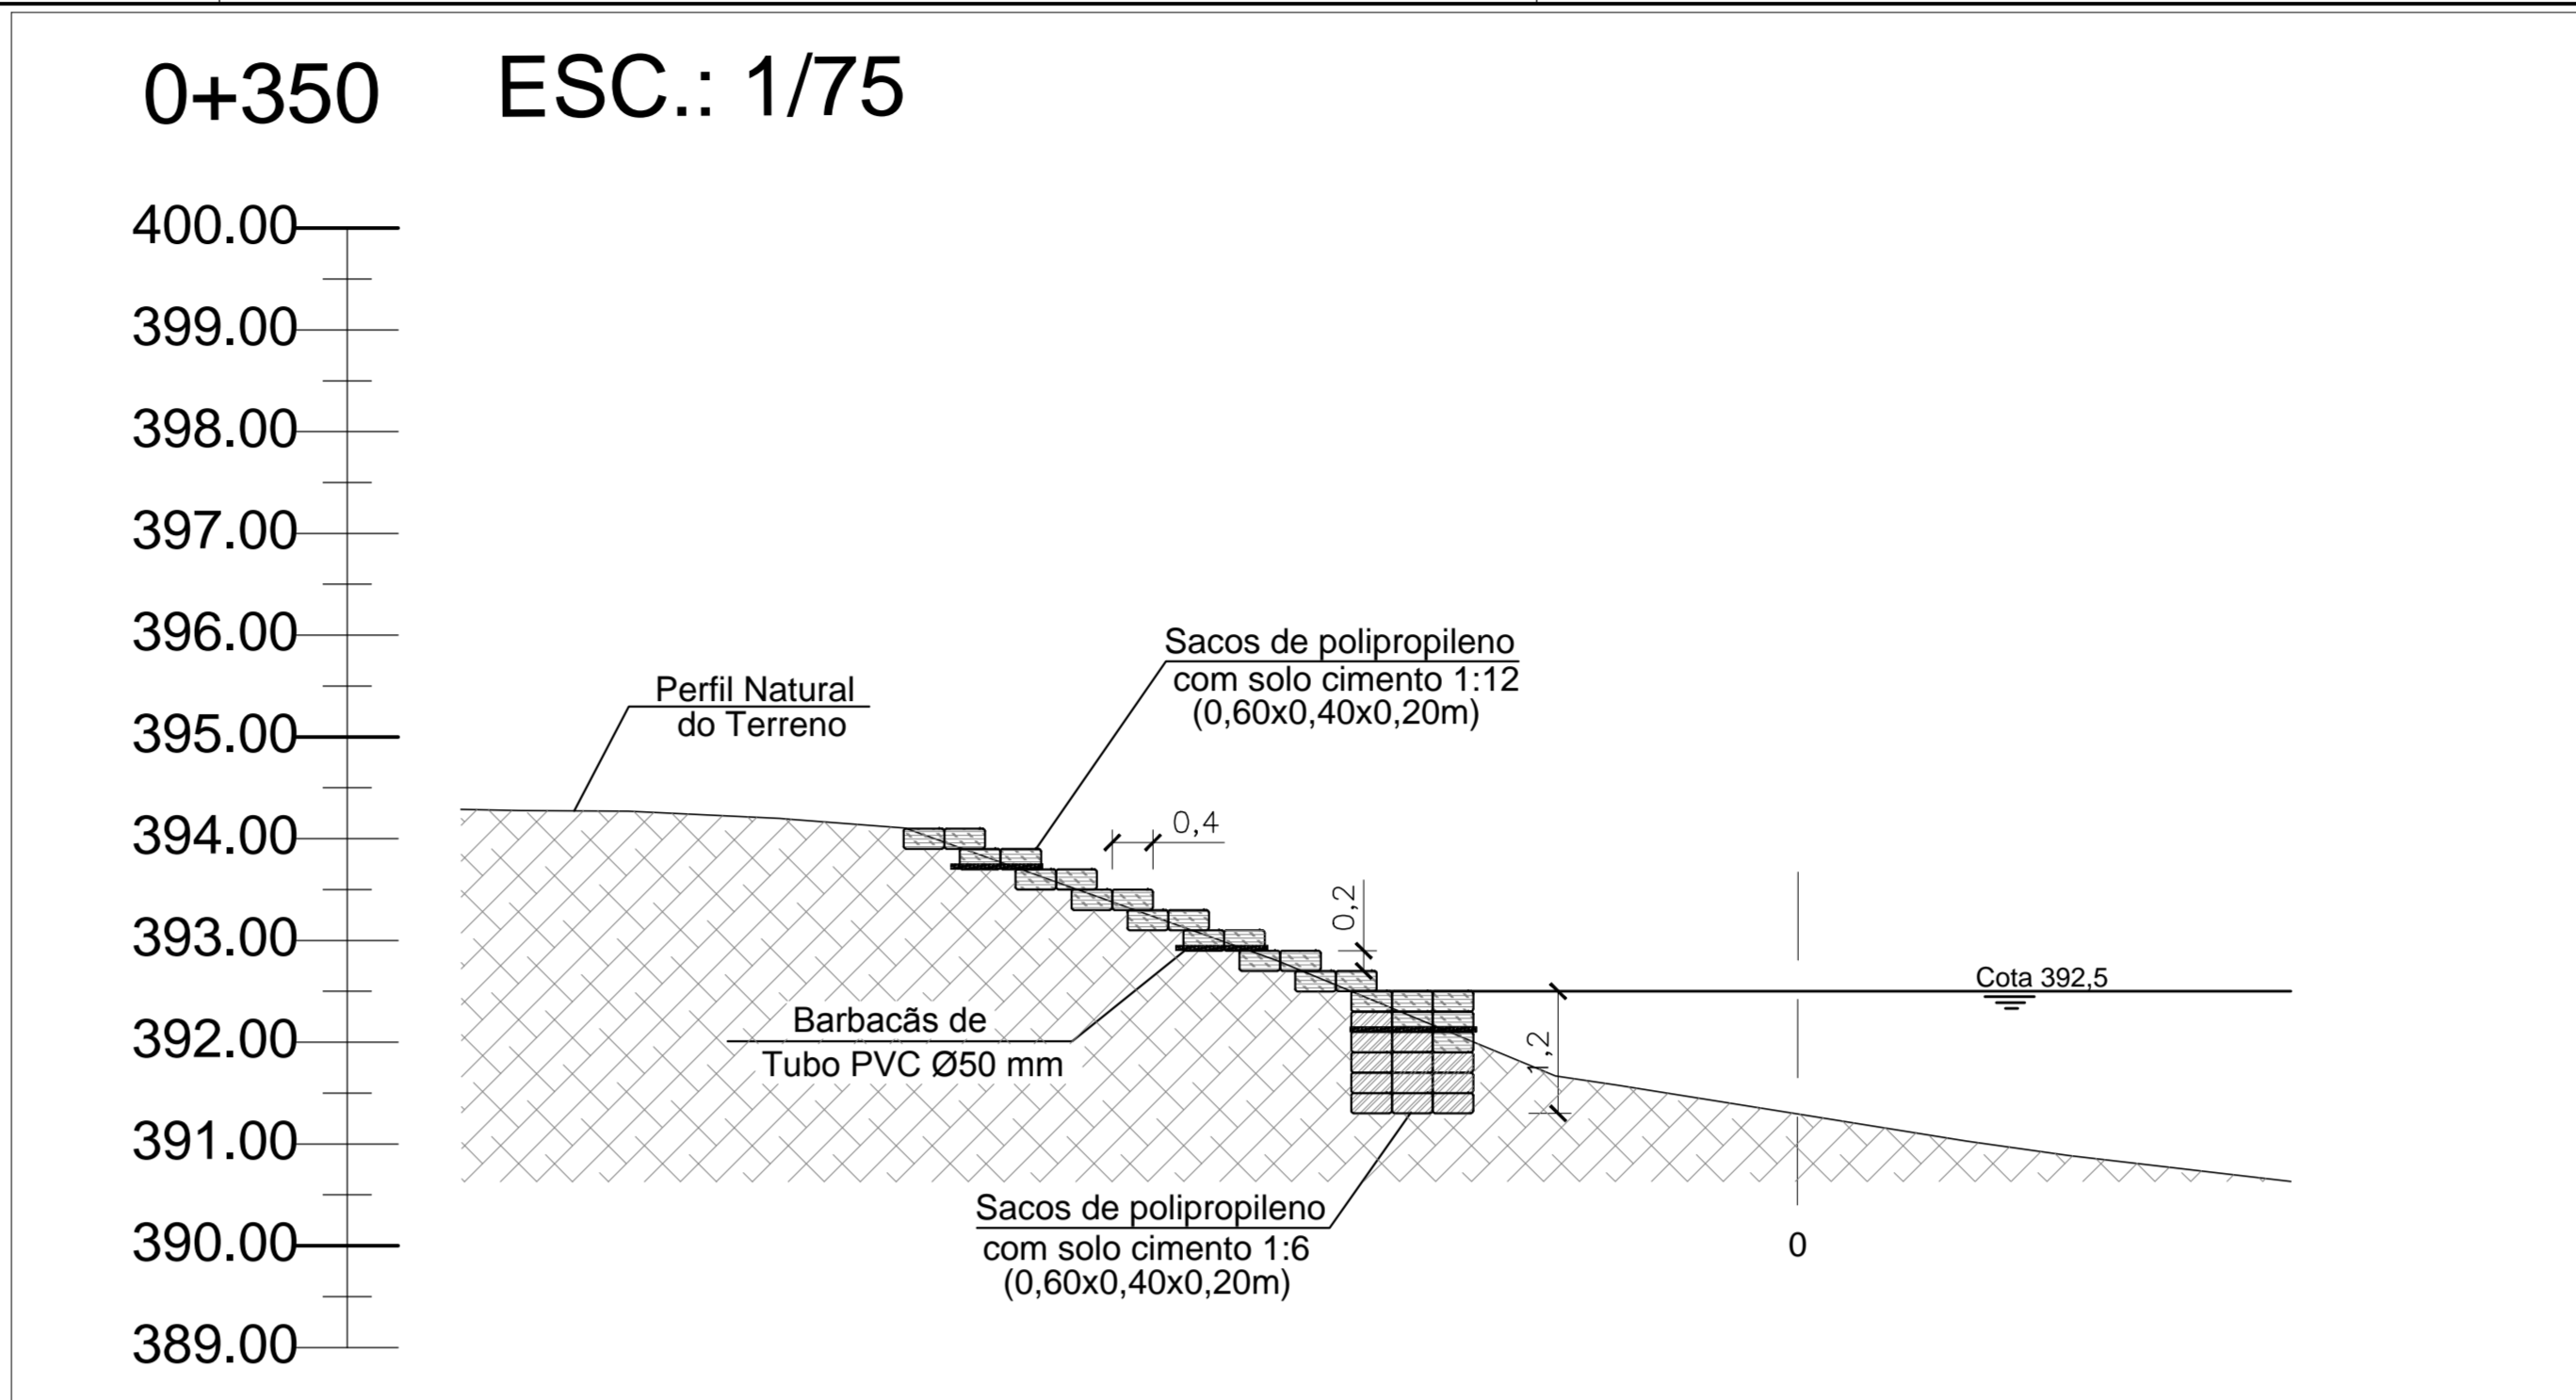 0+350 ESC.: 1/75
400.00
399.00
398.00
397.00
396.00
395.00
394.00
393.00
392.00
391.00
390.00
389.00
Perfil Natural
do Terreno
Sacos de polipropileno
com solo cimento 1:12
(0,60x0,40x0,20m)
0,4
0,2
Cota 392,5
1,2
Barbacãs de
Tubo PVC Ø50 mm
Sacos de polipropileno
com solo cimento 1:6
(0,60x0,40x0,20m)
0